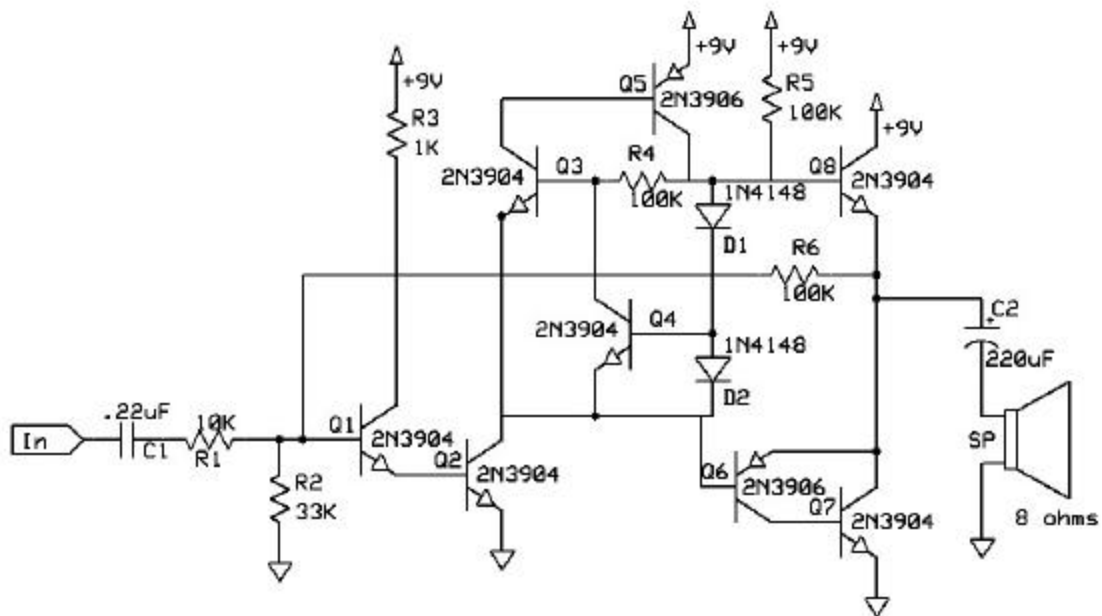 +9V
+9V
+9V
+9V
Q5
2N3906
R5
100K
R3
1K
2N3904
Q3
R4
100K
1N4148
D1
Q8
2N3904
R6
100K
2N3904
Q4
1N4148
D2
C2
+
220uF
In
.22uF
C1
10K
R1
Q1
2N3904
Q2
2N3904
R2
33K
Q6
2N3906
Q7
2N3904
SP
8 ohms